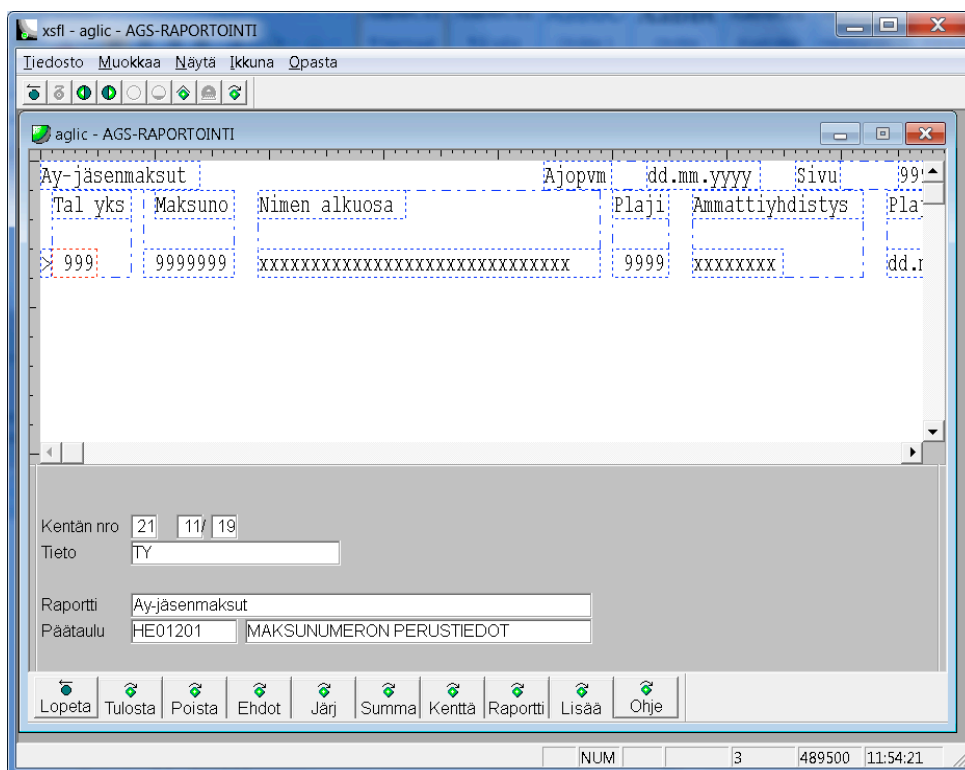 xsfl - aglic - AGS-RAPORTOINTI
Tiedosto Muokkaa Näytä Ikkuna Opasta
aglic - AGS-RAPORTOINTI
Ay-jäsenmaksut Ajopvm dd.mm.yyyy Sivu 99
Tal yks Maksuno Nimen alkuosa Plaji Ammattiyhdistys Pla
> 999 9999999 xxxxxxxxxxxxxxxxxxxxxxxxxxxxxx 9999 xxxxxxxx dd.
Kentän nro 21 11/ 19
Tieto TY
Raportti Ay-jäsenmaksut
Päätaulu HE01201 MAKSUNUMERON PERUSTIEDOT
Lopeta Tulosta Poista Ehdot Järj Summa Kenttä Raportti Lisää Ohje
NUM 3 489500 11:54:21